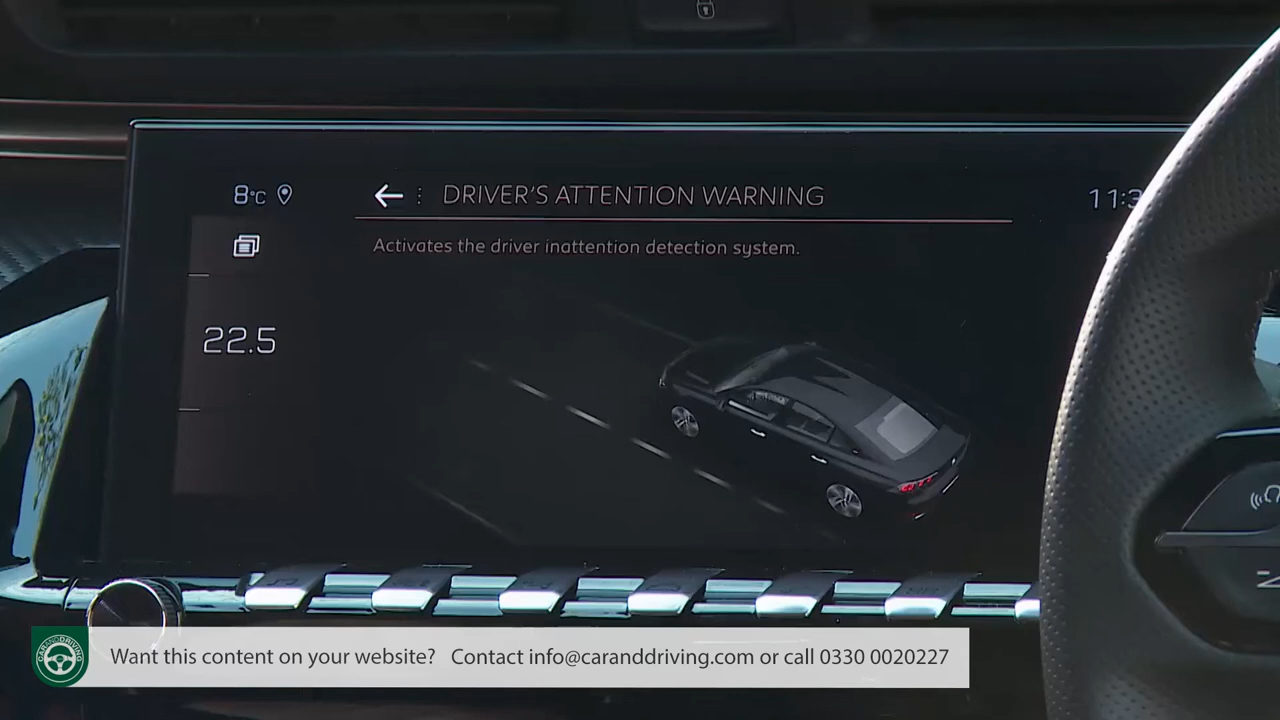 8°C
DRIVER'S ATTENTION WARNING
Activates the driver inattention detection system.
22.5
CARANDDRIVING
Want this content on your website? Contact info@caranddriving.com or call 0330 0020227